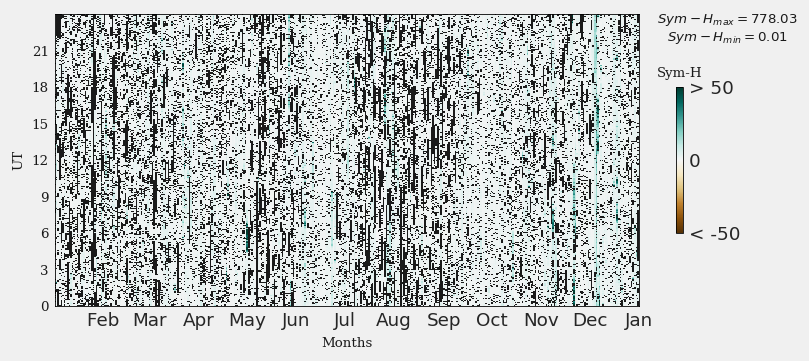 Sym − H_max = 778.03
Sym − H_min = 0.01
Sym-H
> 50
0
< -50
UT
21
18
15
12
9
6
3
0
Feb Mar Apr May Jun Jul Aug Sep Oct Nov Dec Jan
Months